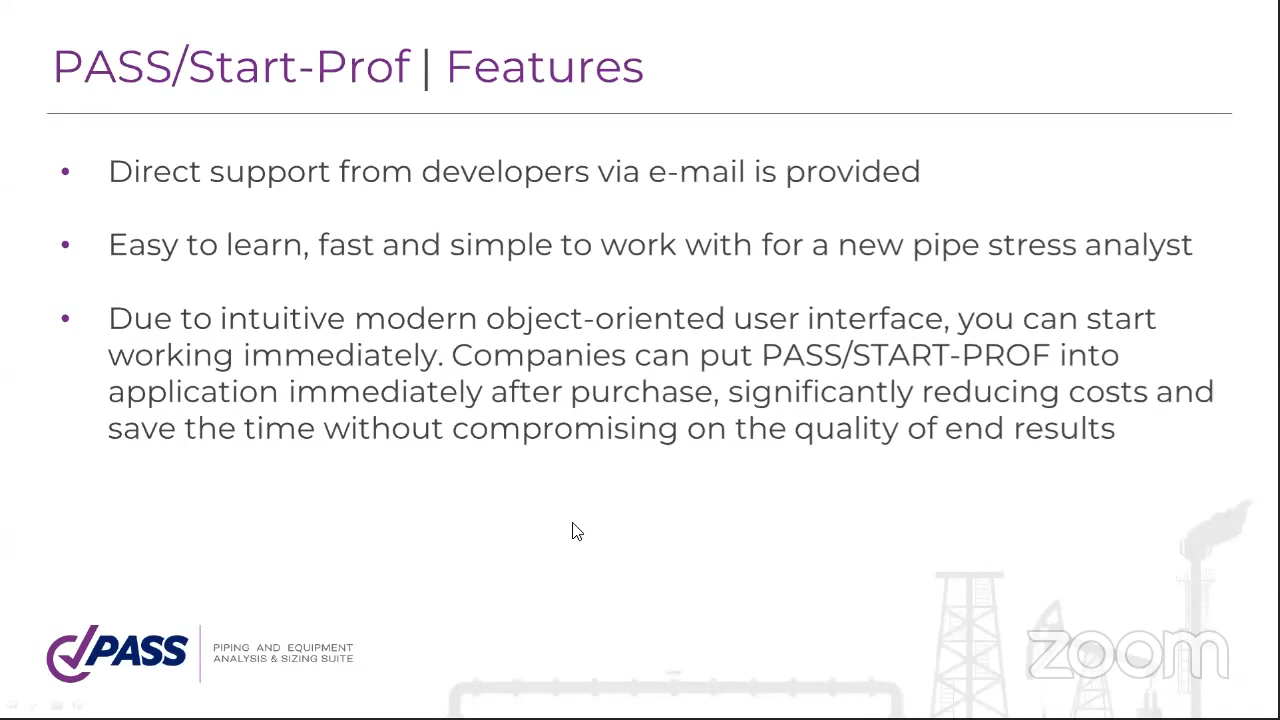 PASS/Start-Prof | Features
• Direct support from developers via e-mail is provided
• Easy to learn, fast and simple to work with for a new pipe stress analyst
• Due to intuitive modern object-oriented user interface, you can start
working immediately. Companies can put PASS/START-PROF into
application immediately after purchase, significantly reducing costs and
save the time without compromising on the quality of end results
PASS
PIPING AND EQUIPMENT
ANALYSIS & SIZING SUITE
zoom